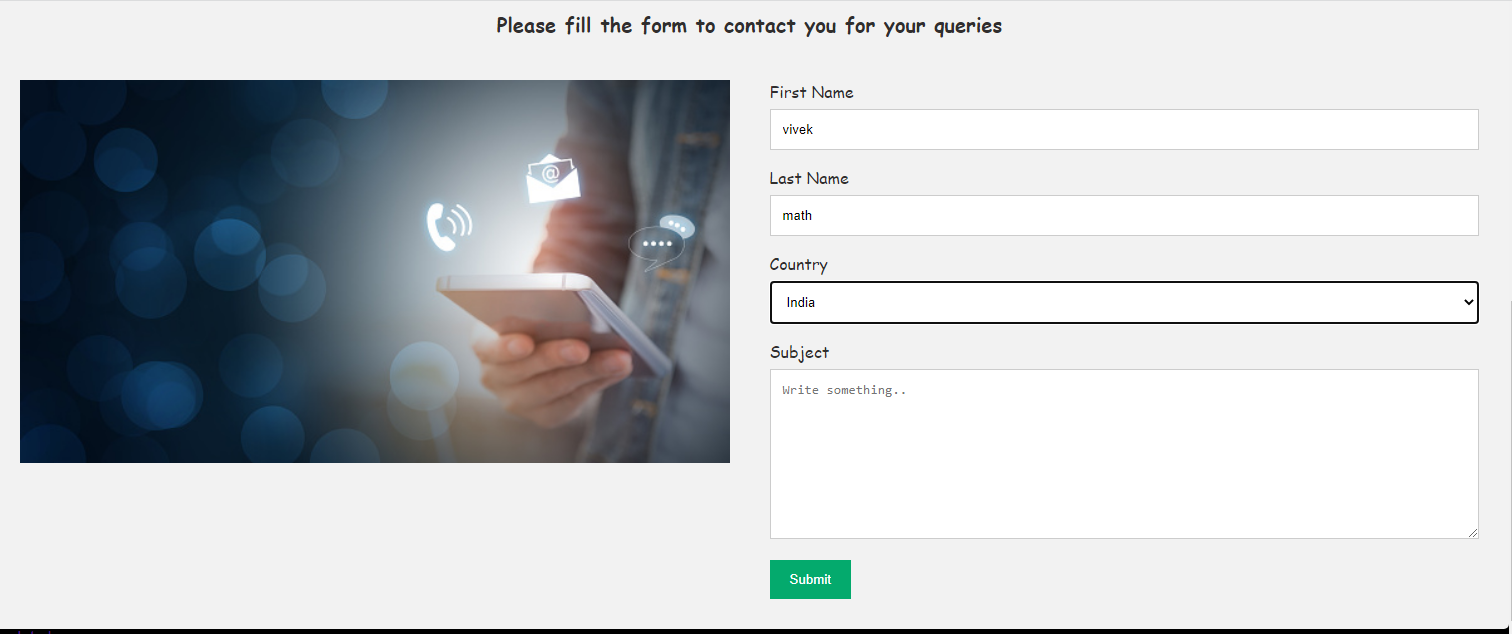 Please fill the form to contact you for your queries
First Name
vivek
Last Name
math
Country
India
Subject
Write something..
Submit